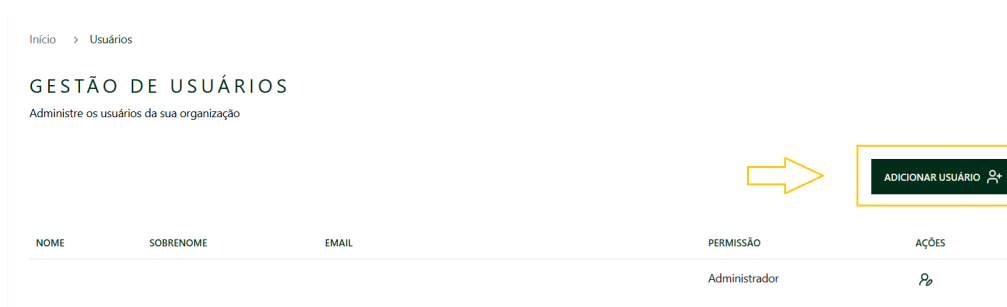 Início > Usuários
GESTÃO DE USUÁRIOS
Administre os usuários da sua organização
ADICIONAR USUÁRIO
NOME SOBRENOME EMAIL PERMISSÃO AÇÕES
Administrador